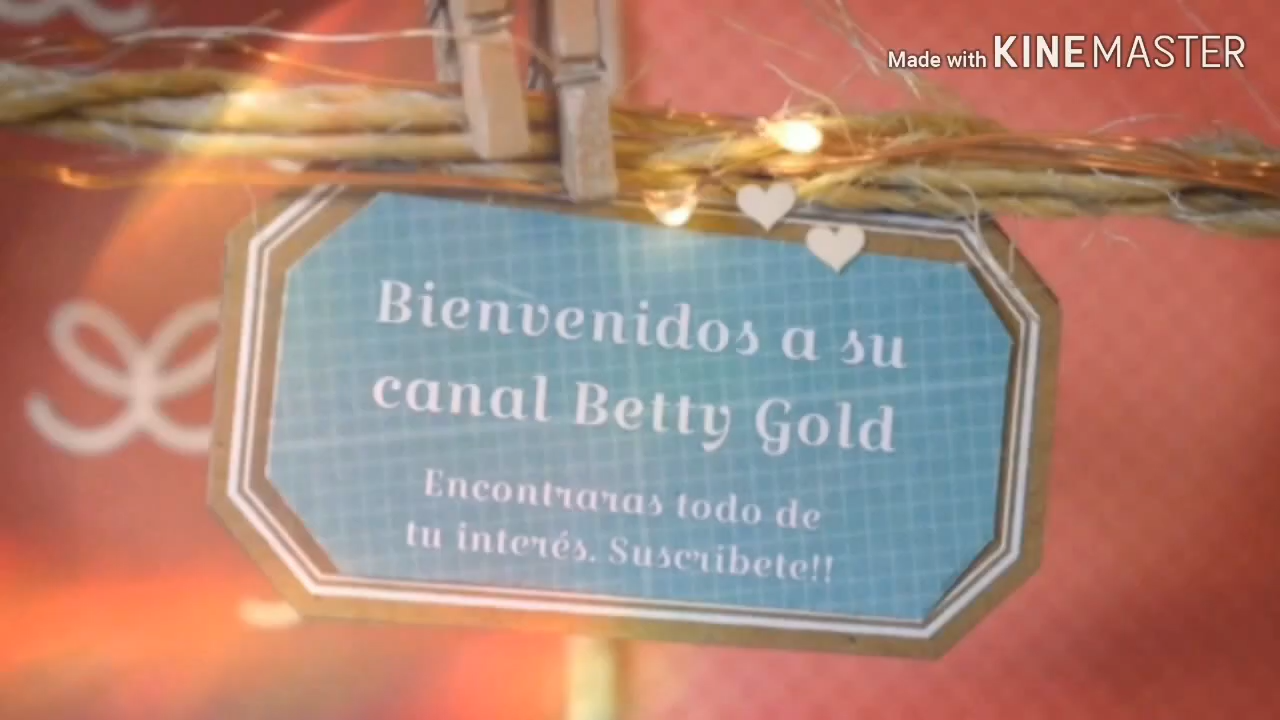 Made with KINEMASTER
Bienvenidos a su
canal Betty Gold
Encontraras todo de
tu interés. Suscribete!!